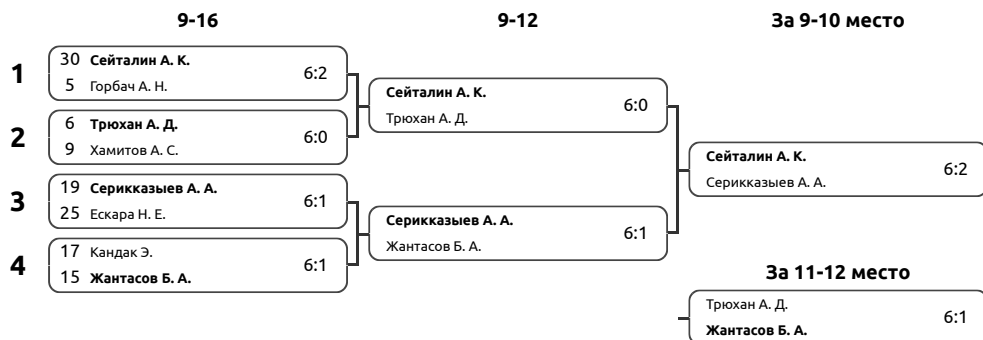 9-16
9-12
За 9-10 место
1
30 Сейталин А. К.
5 Горбач А. Н.
6:2
2
6 Трюхан А. Д.
9 Хамитов А. С.
6:0
3
19 Серикказыев А. А.
25 Ескара Н. Е.
6:1
4
17 Кандак Э.
15 Жантасов Б. А.
6:1
Сейталин А. К.
Трюхан А. Д.
6:0
Серикказыев А. А.
Жантасов Б. А.
6:1
Сейталин А. К.
Серикказыев А. А.
6:2
За 11-12 место
Трюхан А. Д.
Жантасов Б. А.
6:1